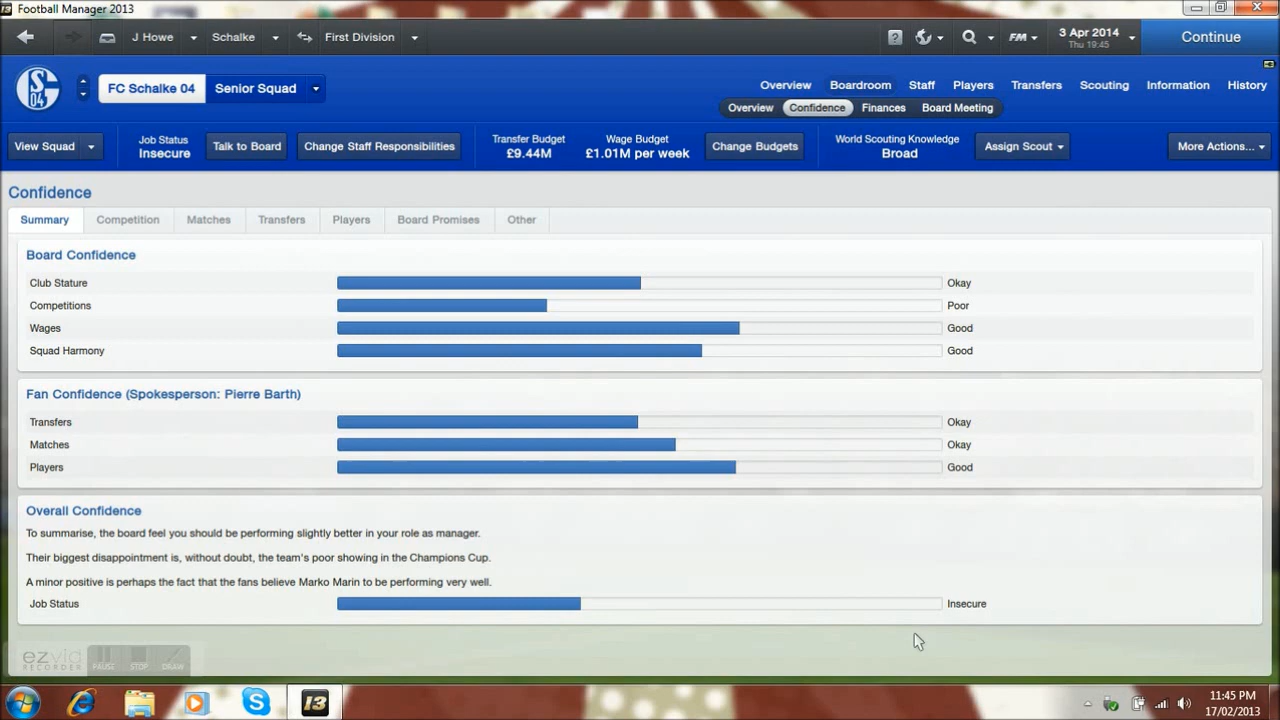 Football Manager 2013
J Howe
Schalke
First Division
?
FM
3 Apr 2014
Thu 19:45
Continue
S 04
FC Schalke 04
Senior Squad
Overview Boardroom Staff Players Transfers Scouting Information History
Overview Confidence Finances Board Meeting
View Squad
Job Status
Insecure
Talk to Board
Change Staff Responsibilities
Transfer Budget
£9.44M
Wage Budget
£1.01M per week
Change Budgets
World Scouting Knowledge
Broad
Assign Scout
More Actions...
Confidence
Summary Competition Matches Transfers Players Board Promises Other
Board Confidence
Club Stature Okay
Competitions Poor
Wages Good
Squad Harmony Good
Fan Confidence (Spokesperson: Pierre Barth)
Transfers Okay
Matches Okay
Players Good
Overall Confidence
To summarise, the board feel you should be performing slightly better in your role as manager.
Their biggest disappointment is, without doubt, the team's poor showing in the Champions Cup.
A minor positive is perhaps the fact that the fans believe Marko Marin to be performing very well.
Job Status Insecure
ezvid
RECORDER
PAUSE STOP DRAW
13
11:45 PM
17/02/2013